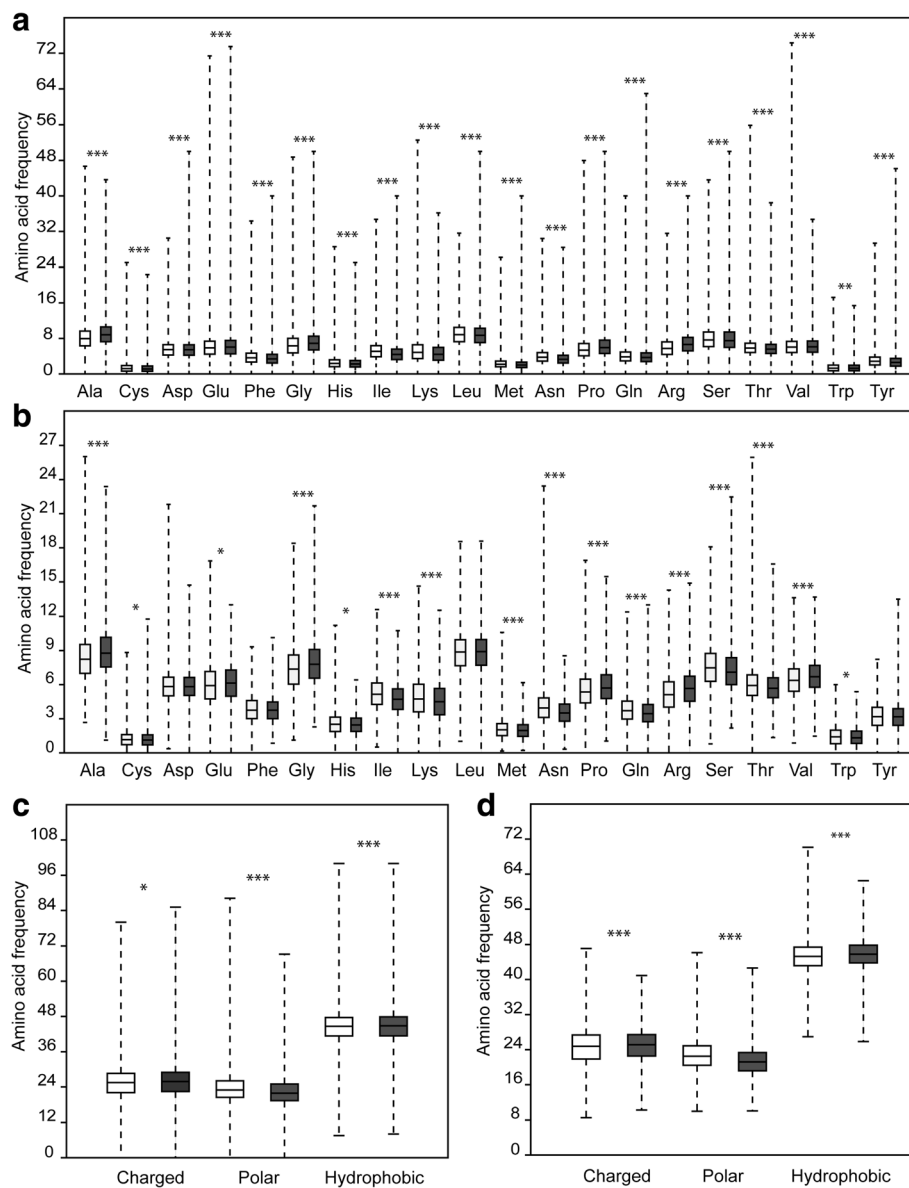 a
Amino acid frequency
72
64
56
48
40
32
24
16
8
0
*** *** *** *** *** *** *** *** *** *** *** *** *** *** *** *** *** *** ** ***
Ala Cys Asp Glu Phe Gly His Ile Lys Leu Met Asn Pro Gln Arg Ser Thr Val Trp Tyr
b
Amino acid frequency
27
24
21
18
15
12
9
6
3
0
*** * * *** * *** *** *** *** *** *** *** *** *** *** *
Ala Cys Asp Glu Phe Gly His Ile Lys Leu Met Asn Pro Gln Arg Ser Thr Val Trp Tyr
c
Amino acid frequency
108
96
84
72
60
48
36
24
12
0
* *** ***
Charged Polar Hydrophobic
d
Amino acid frequency
72
64
56
48
44
32
24
16
8
0
*** *** ***
Charged Polar Hydrophobic